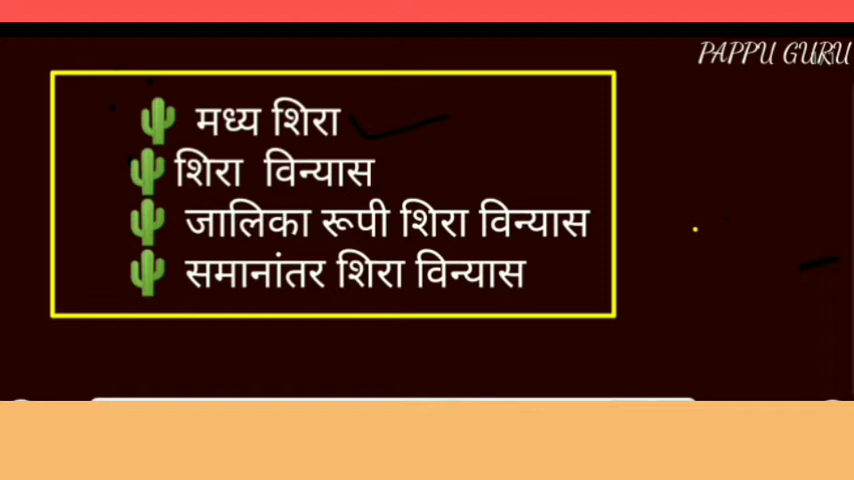 PAPPU GURU
मध्य शिरा
शिरा विन्यास
जालिका रूपी शिरा विन्यास
समानांतर शिरा विन्यास